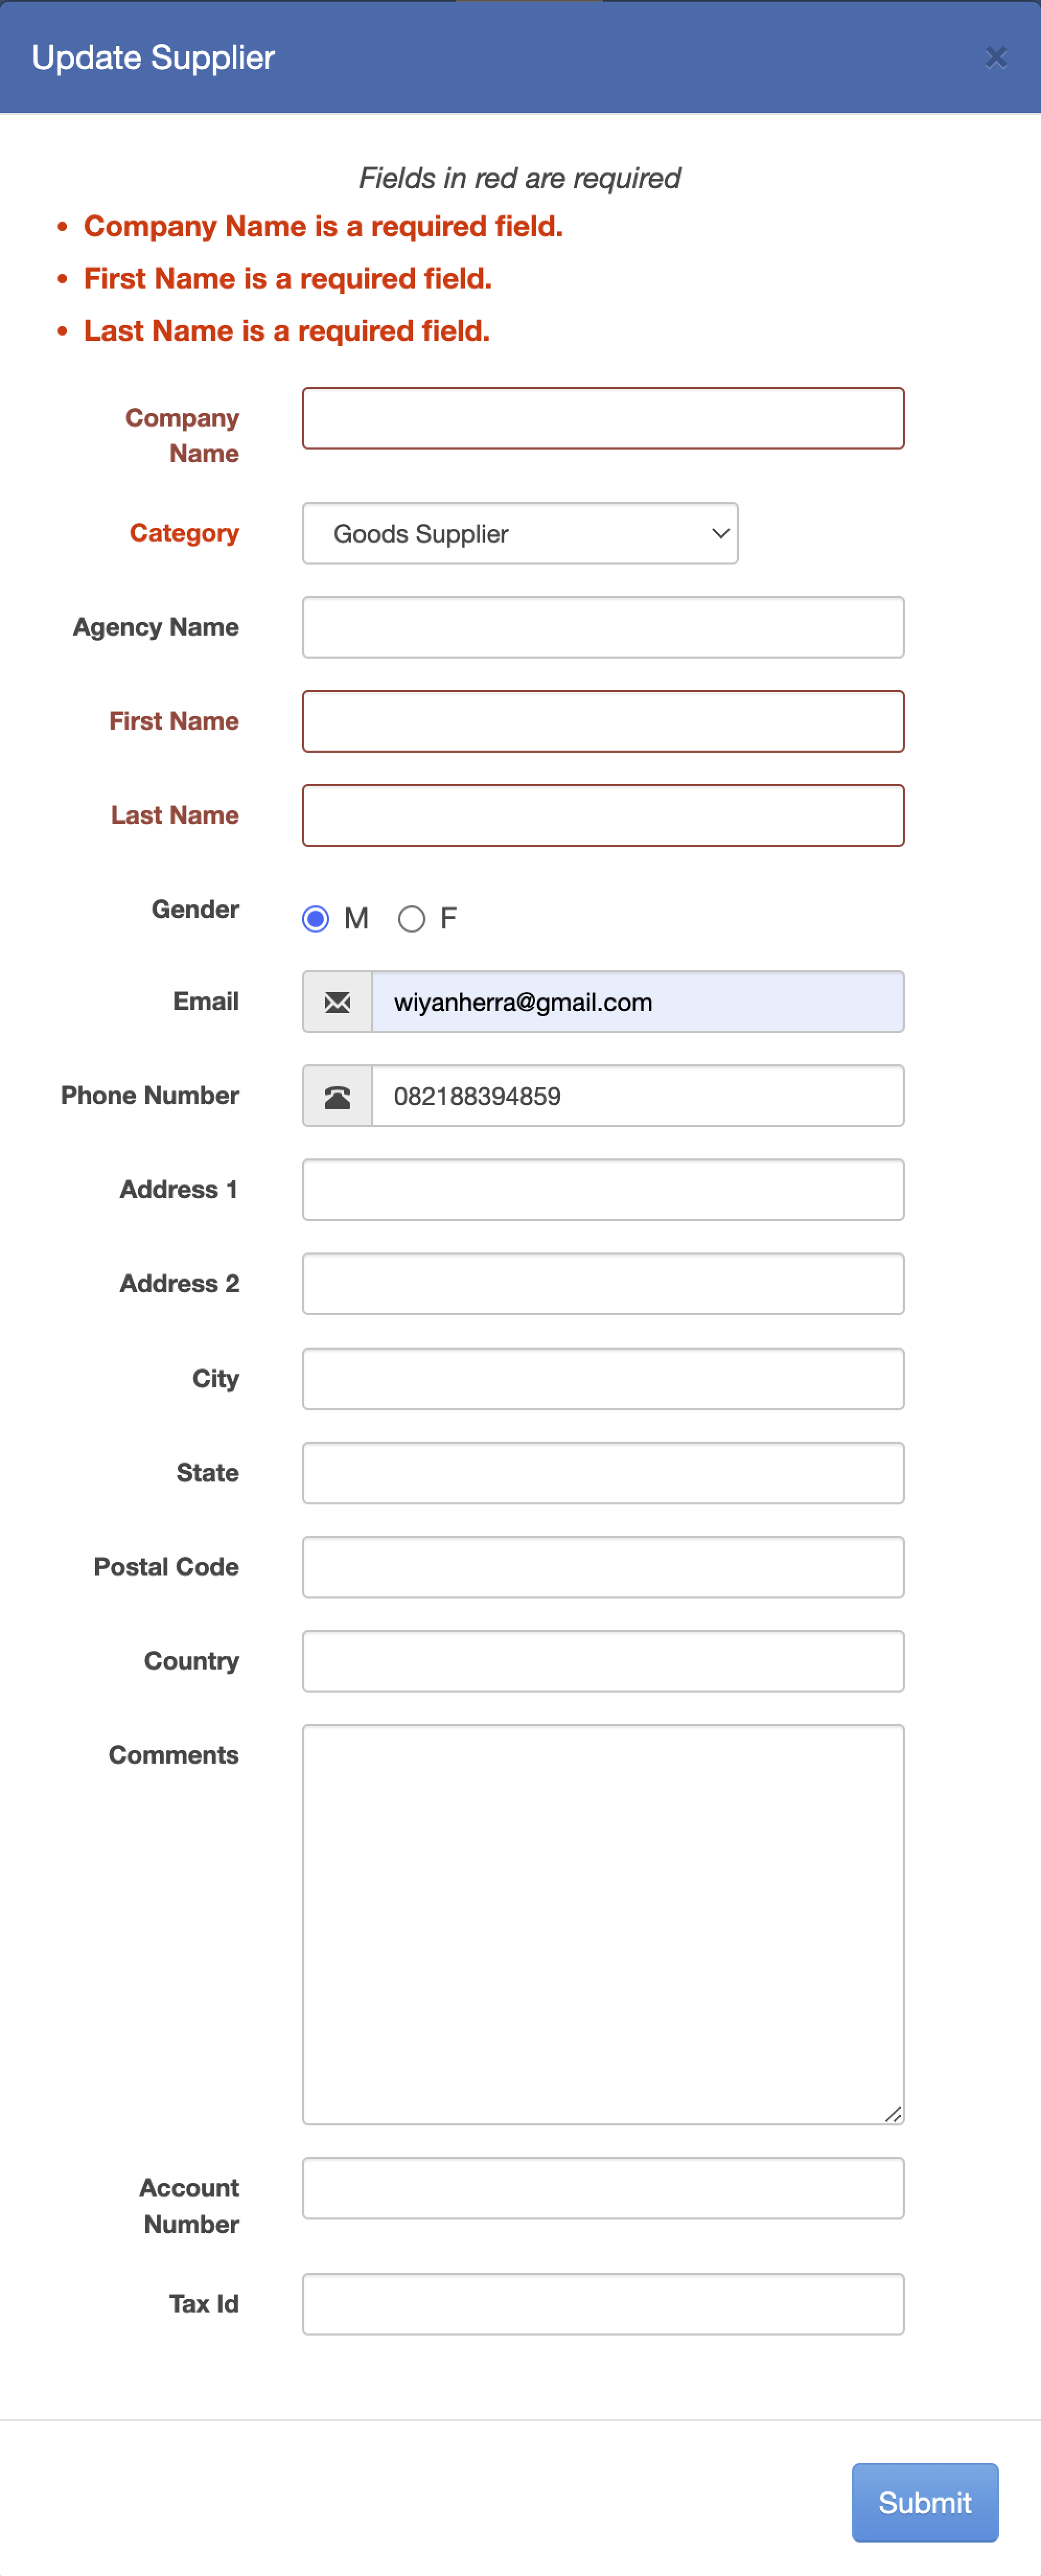 Update Supplier
Fields in red are required
• Company Name is a required field.
• First Name is a required field.
• Last Name is a required field.
Company
Name
Category
Goods Supplier
Agency Name
First Name
Last Name
Gender
M F
Email
wiyanherra@gmail.com
Phone Number
082188394859
Address 1
Address 2
City
State
Postal Code
Country
Comments
Account
Number
Tax Id
Submit